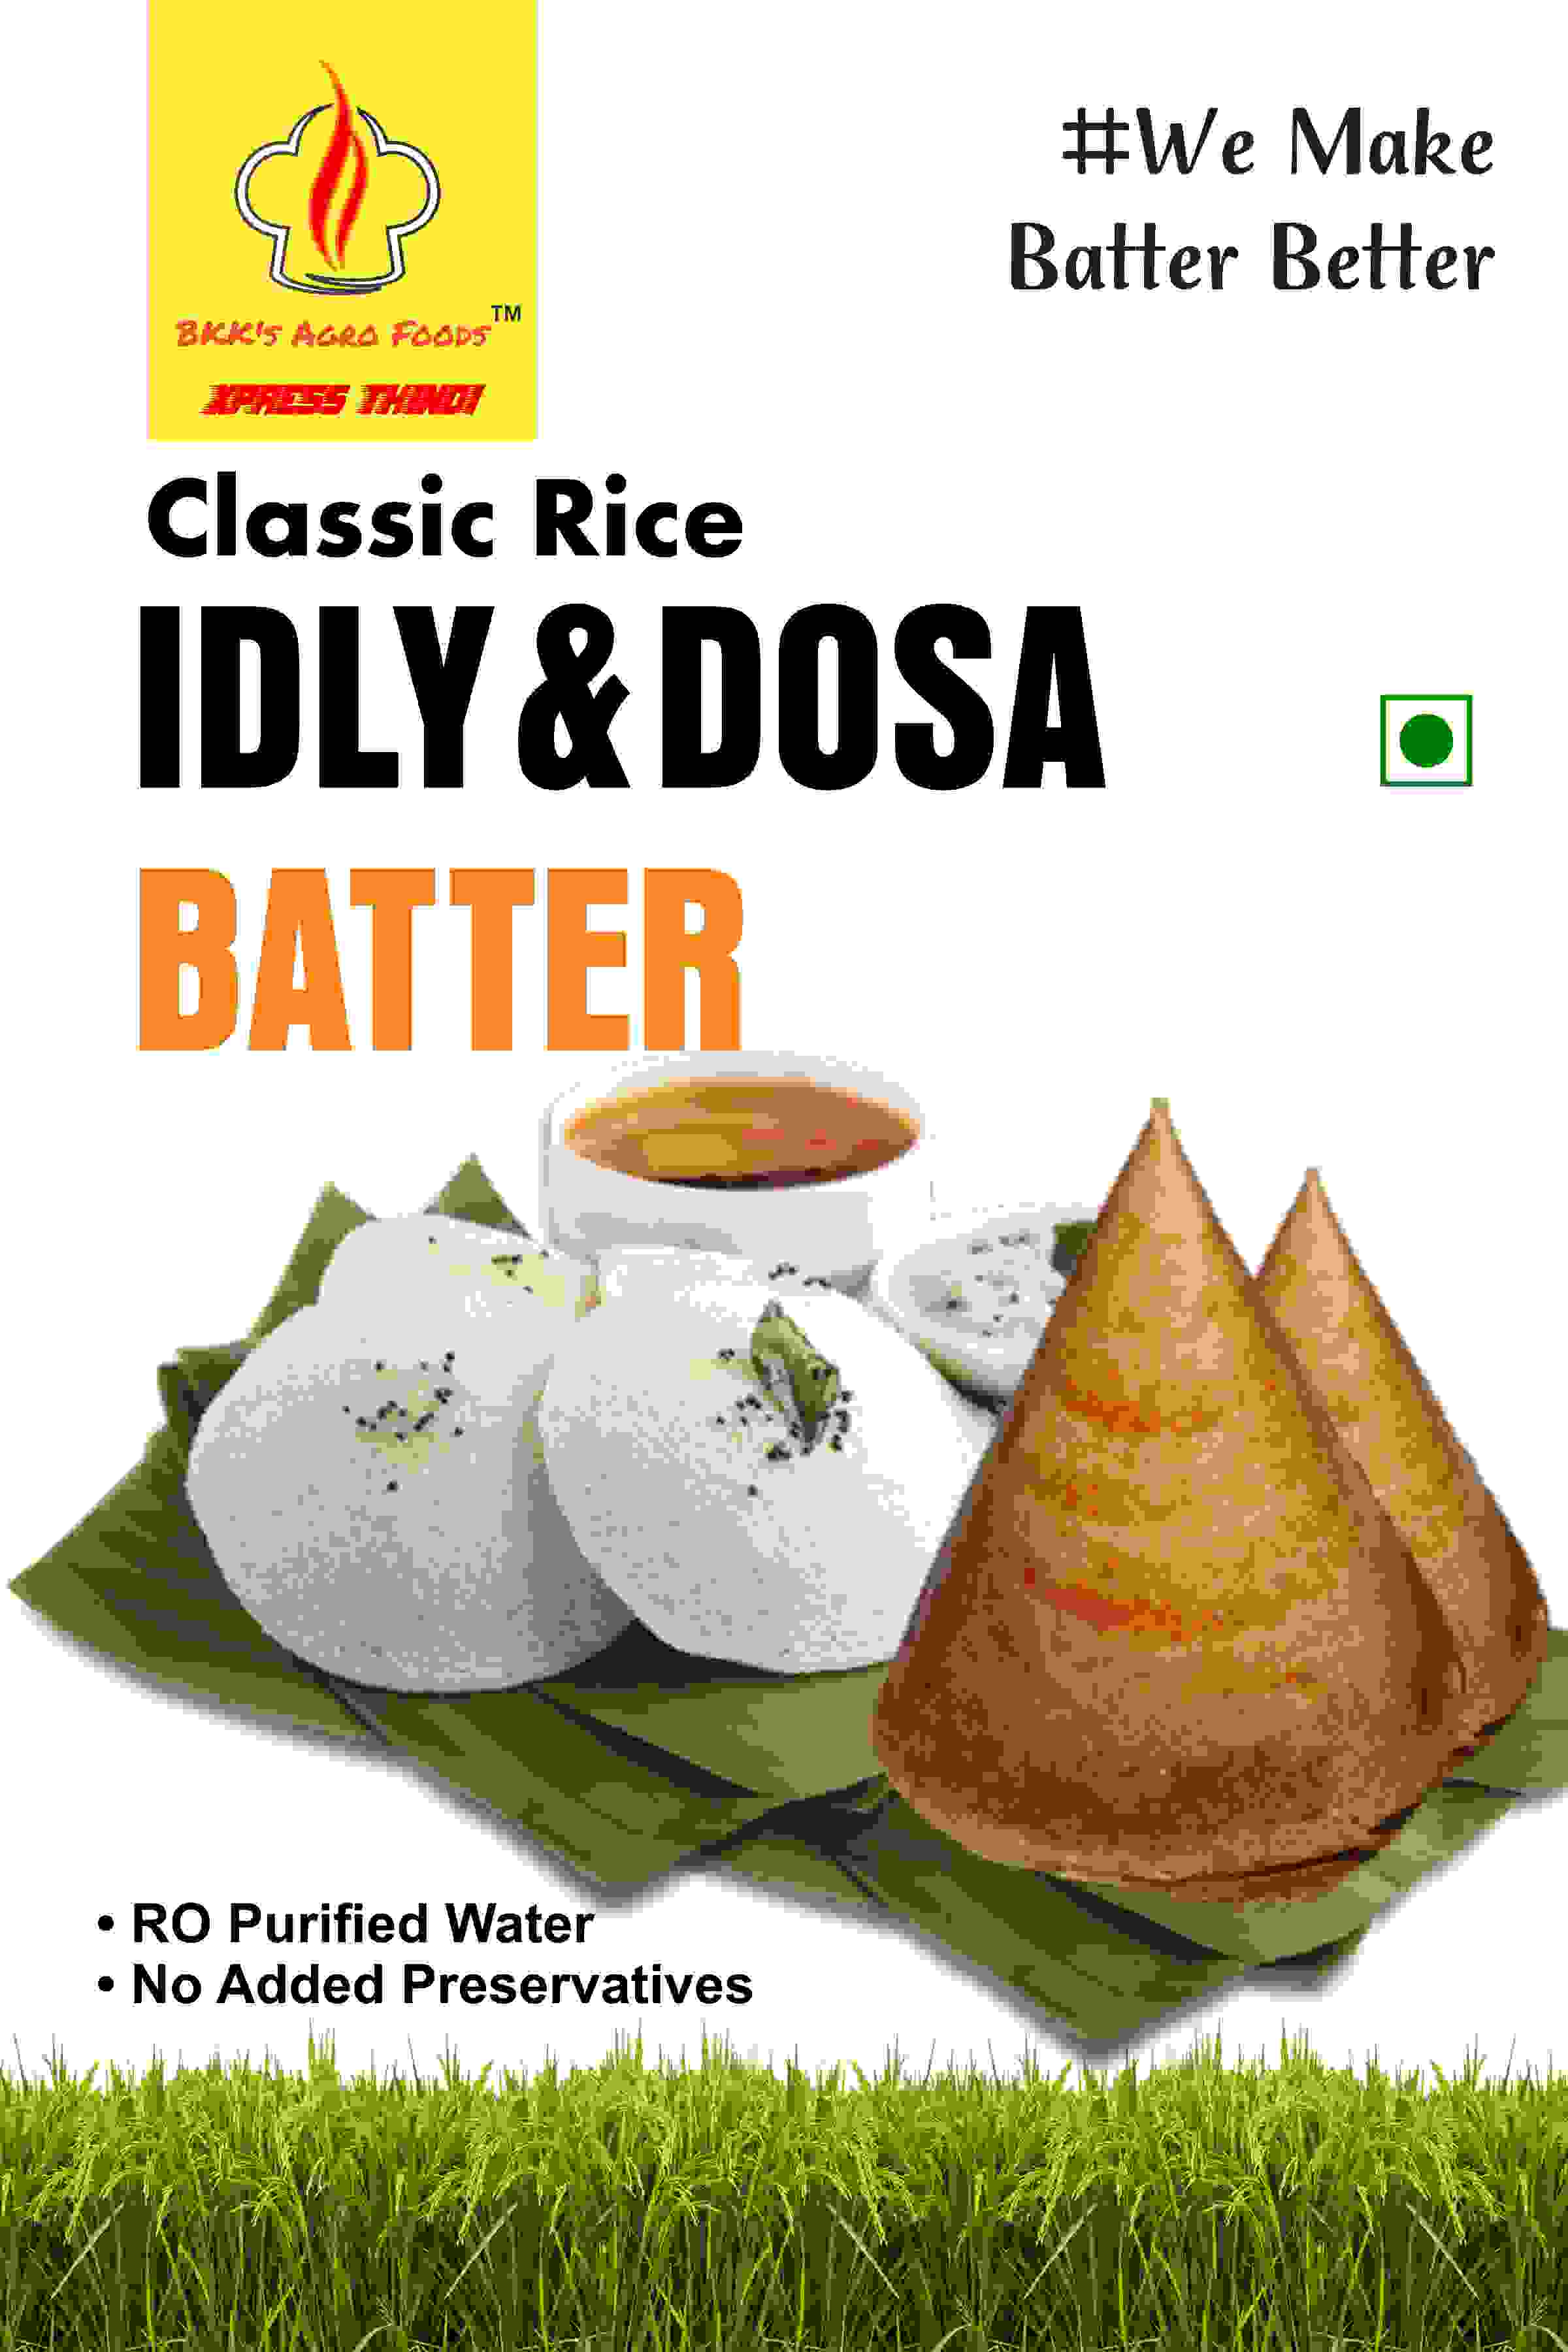 #We Make
Batter Better
BKK's Agro Foods™
XPRESS THINDI
Classic Rice
IDLY & DOSA
BATTER
• RO Purified Water
• No Added Preservatives